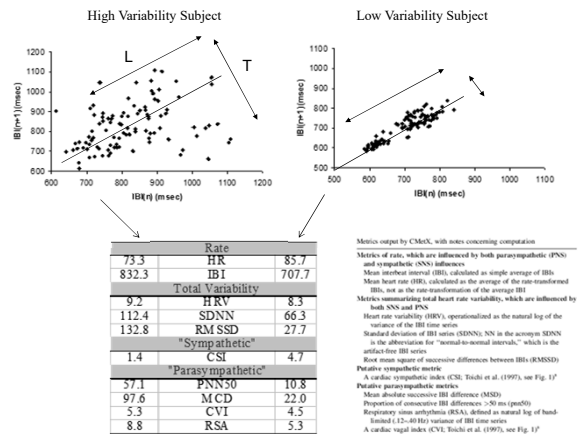 High Variability Subject
Low Variability Subject
1200
1100
1000
900
800
700
600
IBI(n+1)(msec)
L
T
600 700 800 900 1000 1100 1200
IBI(n) (msec)
1100
1000
900
800
700
600
500
IBI(n+1) (msec)
500 600 700 800 900 1000 1100
IBI(n) (msec)
Rate
73.3 HR 85.7
832.3 IBI 707.7
Total Variability
9.2 HRV 8.3
112.4 SDNN 66.3
132.8 RMSSD 27.7
"Sympathetic"
1.4 CSI 4.7
"Parasympathetic"
57.1 PNN50 10.8
97.6 MCD 22.0
5.3 CVI 4.5
8.8 RSA 5.3
Metrics output by CMetX, with notes concerning computation
Metrics of rate, which are influenced by both parasympathetic (PNS)
and sympathetic (SNS) influences
Mean interbeat interval (IBI), calculated as simple average of IBIs
Mean heart rate (HR), calculated as the average of the rate-transformed
IBIs, not as the rate-transformation of the average IBI
Metrics summarizing total heart rate variability, which are influenced by
both SNS and PNS
Heart rate variability (HRV), operationalized as the natural log of the
variance of the IBI time series
Standard deviation of IBI series (SDNN); NN in the acronym SDNN
is the abbreviation for "normal-to-normal intervals," which is the
artifact-free IBI series
Root mean square of successive differences between IBIs (RMSSD)
Putative sympathetic metric
A cardiac sympathetic index (CSI; Toichi et al. (1997), see Fig. 1)ª
Putative parasympathetic metrics
Mean absolute successive IBI difference (MSD)
Proportion of consecutive IBI differences >50 ms (pnn50)
Respiratory sinus arrhythmia (RSA), defined as natural log of band-
limited (.12–.40 Hz) variance of IBI time series
A cardiac vagal index (CVI; Toichi et al. (1997), see Fig. 1)ª